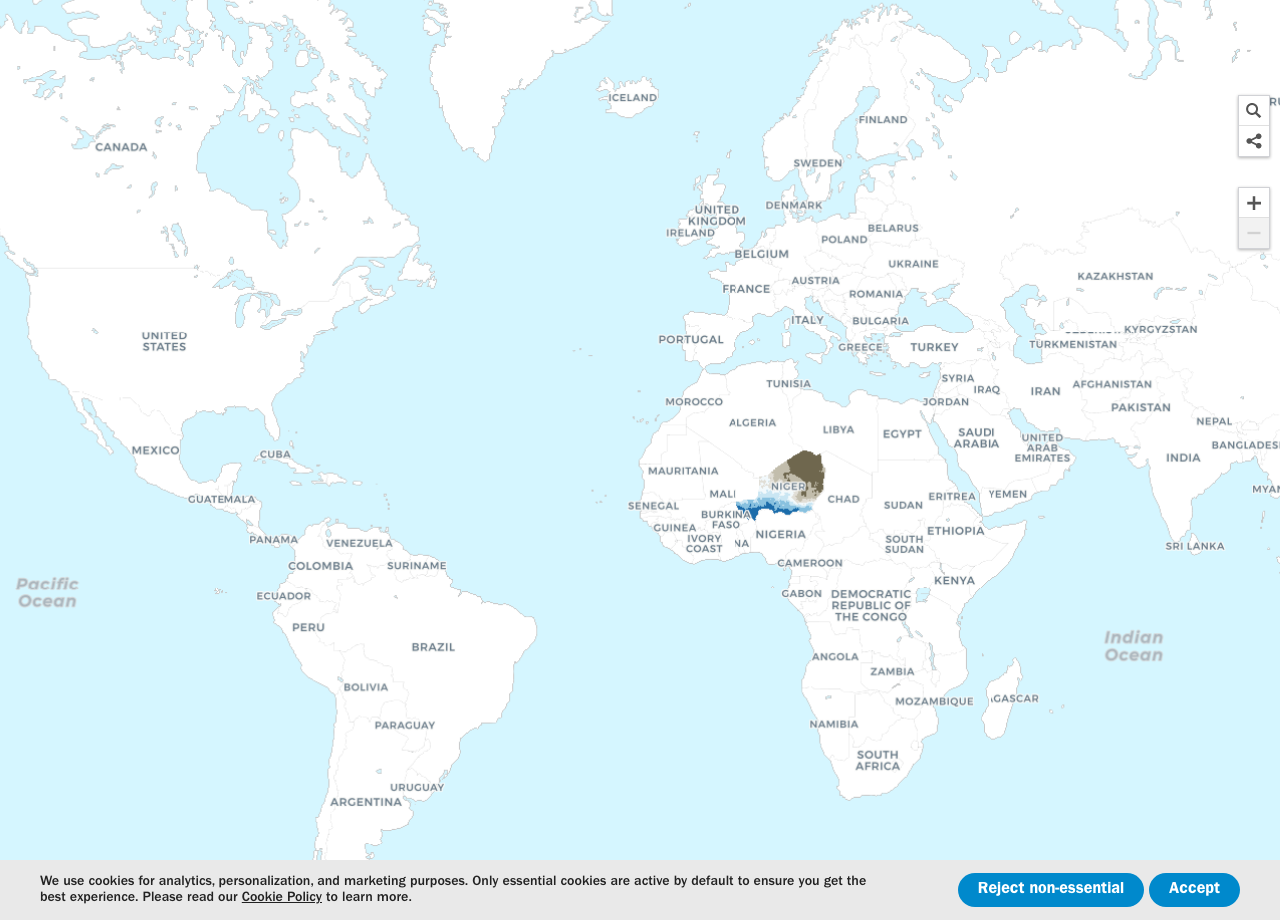 ICELAND
FINLAND
CANADA
SWEDEN
DENMARK
UNITED
KINGDOM
IRELAND
BELARUS
POLAND
BELGIUM
UKRAINE
KAZAKHSTAN
AUSTRIA
FRANCE
ROMANIA
ITALY
BULGARIA
KYRGYZSTAN
UNITED
STATES
PORTUGAL
GREECE
TURKEY
TURKMENISTAN
SYRIA
TUNISIA
IRAQ
IRAN
AFGHANISTAN
MOROCCO
JORDAN
PAKISTAN
ALGERIA
LIBYA
EGYPT
SAUDI
ARABIA
NEPAL
UNITED
ARAB
EMIRATES
BANGLADES
MEXICO
CUBA
INDIA
MAURITANIA
NIGER
MYAN
GUATEMALA
MALI
CHAD
SUDAN
ERITREA
YEMEN
SENEGAL
BURKINA
FASO
GUINEA
NIGERIA
ETHIOPIA
IVORY
COAST
NA
PANAMA
VENEZUELA
SOUTH
SUDAN
SRI LANKA
COLOMBIA
SURINAME
CAMEROON
KENYA
Pacific
Ocean
ECUADOR
GABON
DEMOCRATIC
REPUBLIC OF
THE CONGO
PERU
BRAZIL
Indian
Ocean
ANGOLA
ZAMBIA
BOLIVIA
MOZAMBIQUE
GASCAR
PARAGUAY
NAMIBIA
SOUTH
AFRICA
URUGUAY
ARGENTINA
We use cookies for analytics, personalization, and marketing purposes. Only essential cookies are active by default to ensure you get the
best experience. Please read our Cookie Policy to learn more.
Reject non-essential
Accept